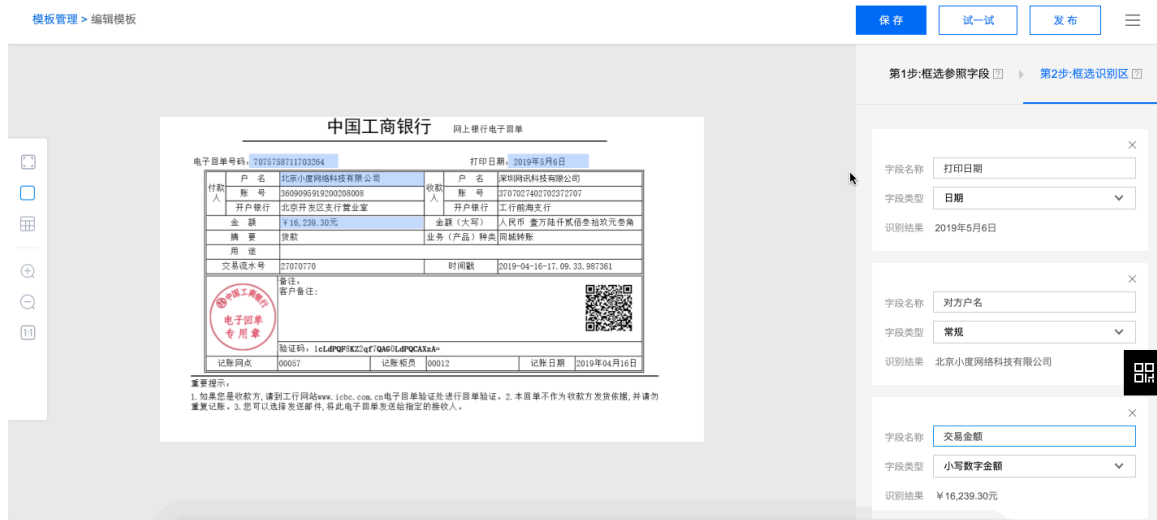 模板管理 > 编辑模板
保存 试一试 发布
第1步:框选参照字段 ? 第2步:框选识别区 ?
中国工商银行 网上银行电子回单
电子回单号码: 7075758711703264 打印日期: 2019年5月6日
付款人 户 名 北京小度网络科技有限公司 收款人 户 名 深圳网讯科技有限公司
账 号 3609095919200208008 账 号 3707027402702372707
开户银行 北京开发区支行营业室 开户银行 工行前海支行
金 额 ¥16,239.30元 金额(大写) 人民币 壹万陆仟贰佰叁拾玖元叁角
摘 要 货款 业务(产品)种类 同城转账
用 途
交易流水号 27070770 时间戳 2019-04-16-17.09.33.987361
中国工商银行
电子回单
专用章
备注:
客户备注:
验证码:
记账网点 00057 记账柜员 00012 记账日期 2019年04月16日
重要提示:
1.如果您是收款方,请到工行网站www.icbc.com.cn电子回单验证处进行回单验证。2.本回单不作为收款方发货依据,并请勿
重复记账。3.您可以选择发送邮件,将此电子回单发送给指定的接收人。
字段名称 打印日期
字段类型 日期
识别结果 2019年5月6日
字段名称 对方户名
字段类型 常规
识别结果 北京小度网络科技有限公司
字段名称 交易金额
字段类型 小写数字金额
识别结果 ¥16,239.30元
1:1